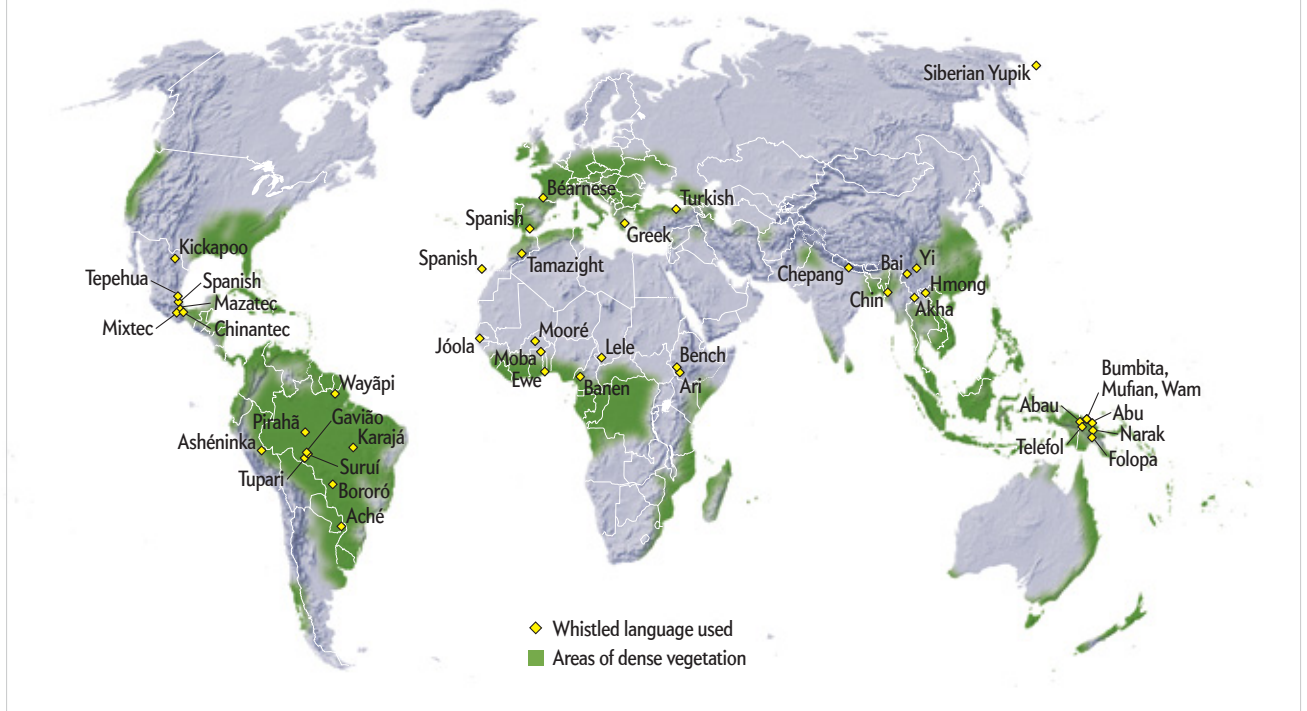 Siberian Yupik
Béarnese
Turkish
Spanish
Greek
Kickapoo
Spanish
Tamazight
Chepang
Bai
Yi
Tepehua
Spanish
Mazatec
Chin
Hmong
Akha
Mixtec
Chinantec
Jóola
Mooré
Moba
Lele
Bench
Ewe
Banen
Ari
Wayãpi
Bumbita,
Mufian, Wam
Pirahã
Gavião
Karajá
Abau
Abu
Ashéninka
Narak
Suruí
Teléfol
Folopa
Tupari
Bororó
Aché
Whistled language used
Areas of dense vegetation